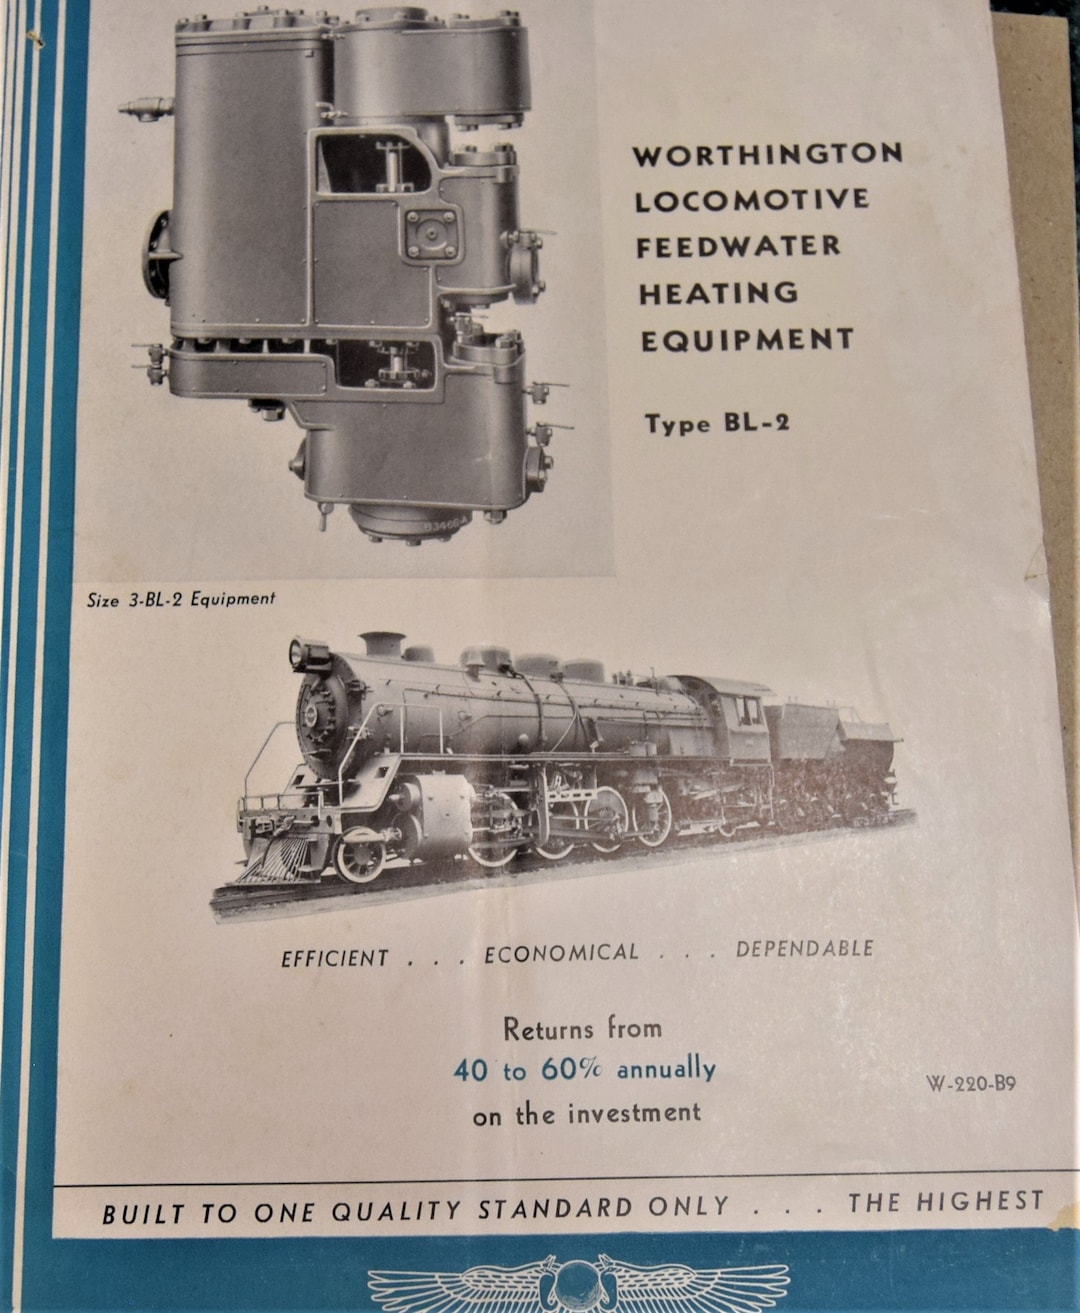 WORTHINGTON
LOCOMOTIVE
FEEDWATER
HEATING
EQUIPMENT
Type BL-2
B3466-A
Size 3-BL-2 Equipment
EFFICIENT . . . ECONOMICAL . . . DEPENDABLE
Returns from
40 to 60% annually
on the investment
W-220-B9
BUILT TO ONE QUALITY STANDARD ONLY . . . THE HIGHEST